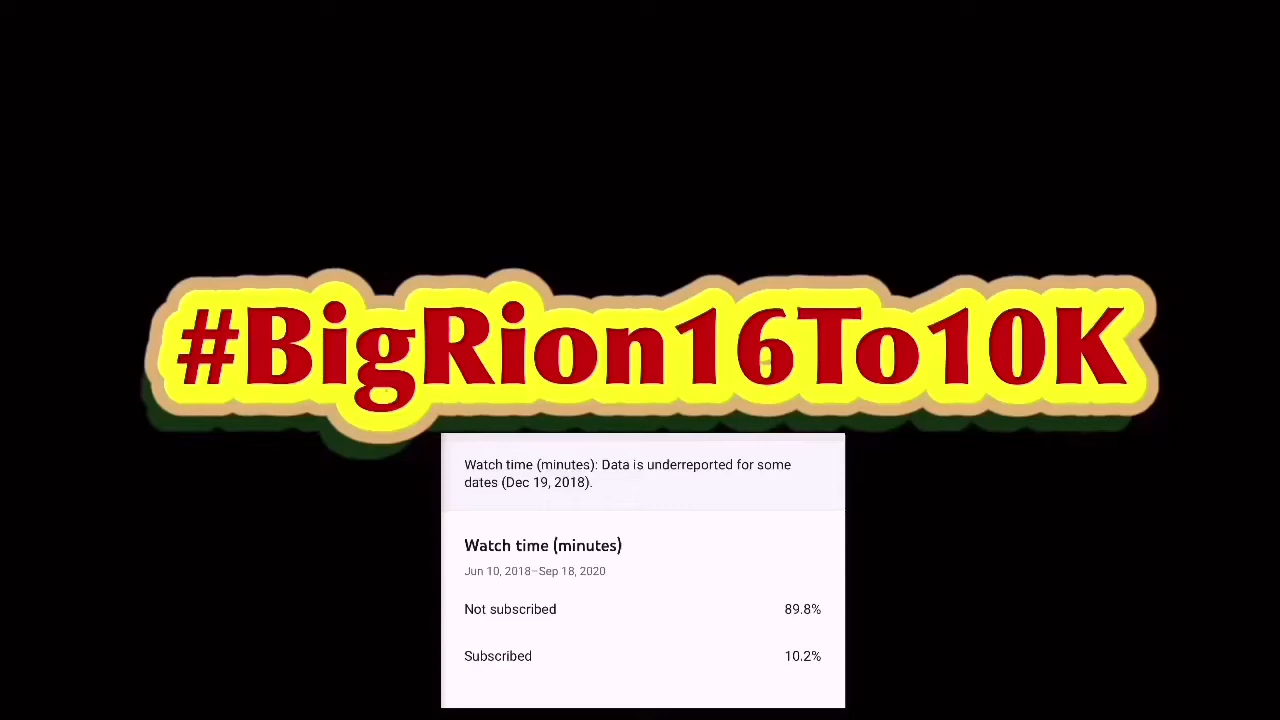 #BigRion16To10K
Watch time (minutes): Data is underreported for some
dates (Dec 19, 2018).
Watch time (minutes)
Jun 10, 2018–Sep 18, 2020
Not subscribed 89.8%
Subscribed 10.2%